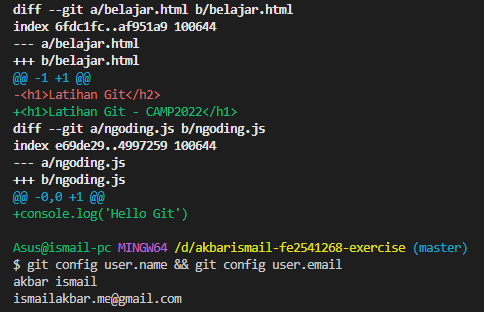 diff --git a/belajar.html b/belajar.html
index 6fdc1fc..af951a9 100644
--- a/belajar.html
+++ b/belajar.html
@@ -1 +1 @@
-<h1>Latihan Git</h2>
+<h1>Latihan Git - CAMP2022</h1>
diff --git a/ngoding.js b/ngoding.js
index e69de29..4997259 100644
--- a/ngoding.js
+++ b/ngoding.js
@@ -0,0 +1 @@
+console.log('Hello Git')
Asus@ismail-pc MINGW64 /d/akbarismail-fe2541268-exercise (master)
$ git config user.name && git config user.email
akbar ismail
ismailakbar.me@gmail.com